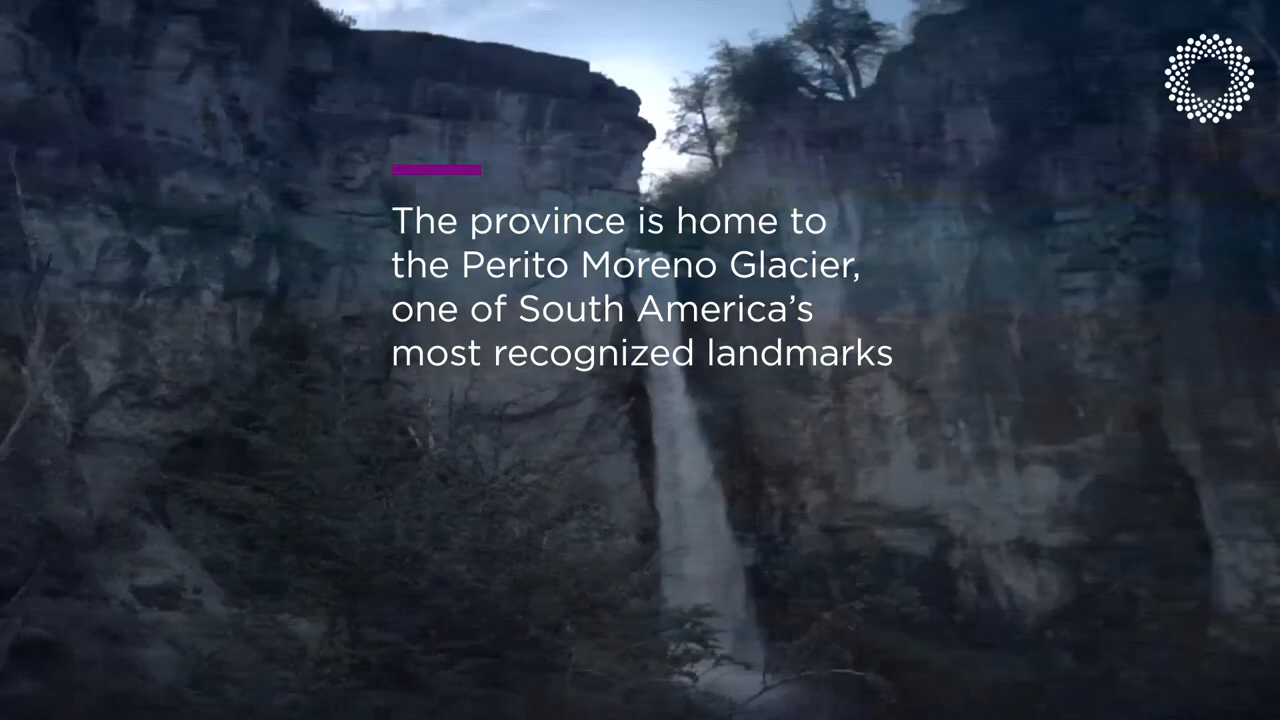 The province is home to
the Perito Moreno Glacier,
one of South America’s
most recognized landmarks